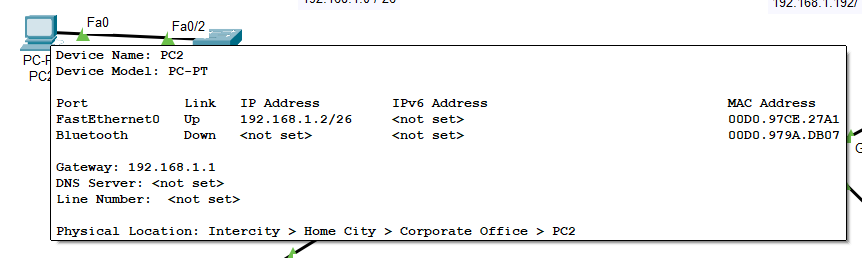 192.168.1.0 / 26
192.168.1.192/
Fa0
Fa0/2
PC-P
PC2
Device Name: PC2
Device Model: PC-PT
Port Link IP Address IPv6 Address MAC Address
FastEthernet0 Up 192.168.1.2/26 <not set> 00D0.97CE.27A1
Bluetooth Down <not set> <not set> 00D0.979A.DB07
Gateway: 192.168.1.1
DNS Server: <not set>
Line Number: <not set>
Physical Location: Intercity > Home City > Corporate Office > PC2
G